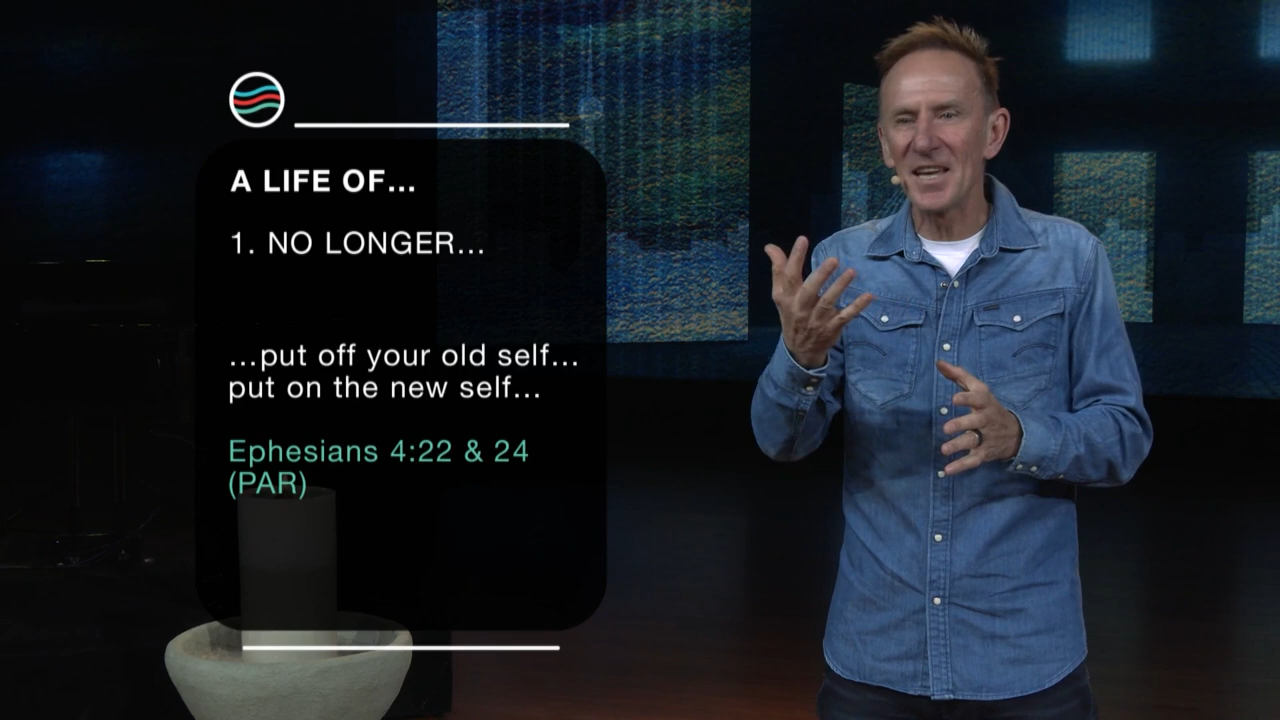 A LIFE OF...
1. NO LONGER...
...put off your old self...
put on the new self...
Ephesians 4:22 & 24
(PAR)